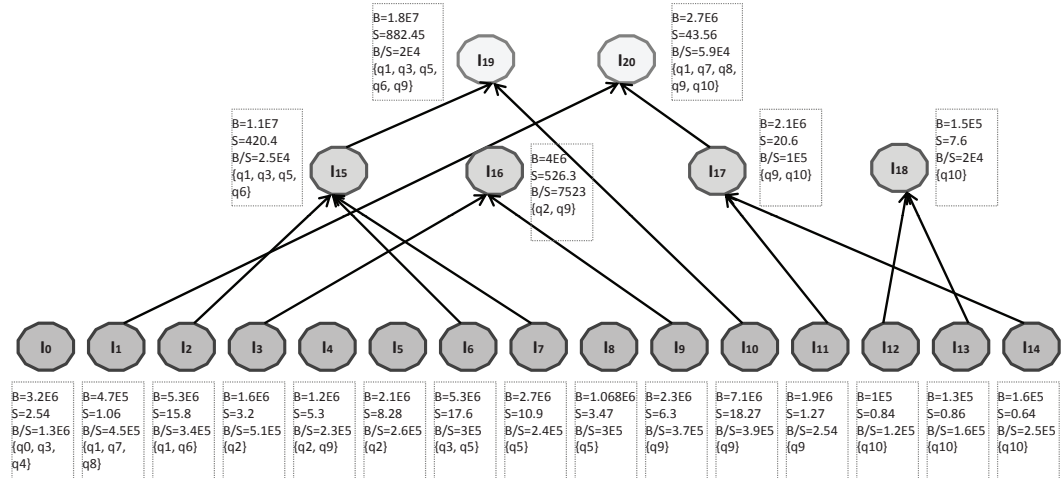 B=1.8E7
S=882.45
B/S=2E4
{q1, q3, q5,
q6, q9}
I19
I20
B=2.7E6
S=43.56
B/S=5.9E4
{q1, q7, q8,
q9, q10}
B=1.1E7
S=420.4
B/S=2.5E4
{q1, q3, q5,
q6}
I15
I16
B=4E6
S=526.3
B/S=7523
{q2, q9}
I17
B=2.1E6
S=20.6
B/S=1E5
{q9, q10}
I18
B=1.5E5
S=7.6
B/S=2E4
{q10}
I0
I1
I2
I3
I4
I5
I6
I7
I8
I9
I10
I11
I12
I13
I14
B=3.2E6
S=2.54
B/S=1.3E6
{q0, q3,
q4}
B=4.7E5
S=1.06
B/S=4.5E5
{q1, q7,
q8}
B=5.3E6
S=15.8
B/S=3.4E5
{q1, q6}
B=1.6E6
S=3.2
B/S=5.1E5
{q2}
B=1.2E6
S=5.3
B/S=2.3E5
{q2, q9}
B=2.1E6
S=8.28
B/S=2.6E5
{q2}
B=5.3E6
S=17.6
B/S=3E5
{q3, q5}
B=2.7E6
S=10.9
B/S=2.4E5
{q5}
B=1.068E6
S=3.47
B/S=3E5
{q5}
B=2.3E6
S=6.3
B/S=3.7E5
{q9}
B=7.1E6
S=18.27
B/S=3.9E5
{q9}
B=1.9E6
S=1.27
B/S=2.54
{q9
B=1E5
S=0.84
B/S=1.2E5
{q10}
B=1.3E5
S=0.86
B/S=1.6E5
{q10}
B=1.6E5
S=0.64
B/S=2.5E5
{q10}